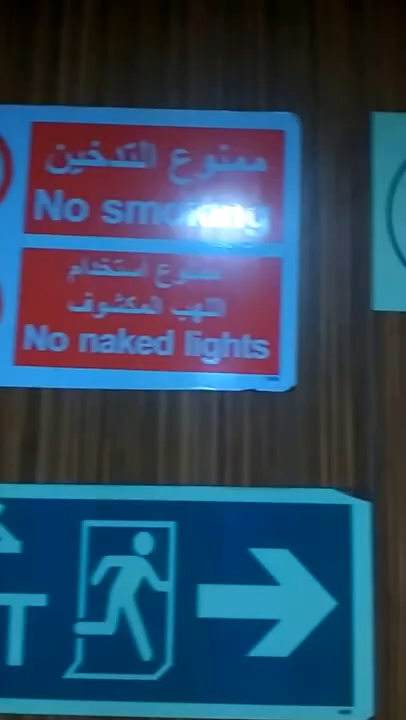 ممنوع التدخين
No smoking
ممنوع استخدام
اللهب المكشوف
No naked lights
T